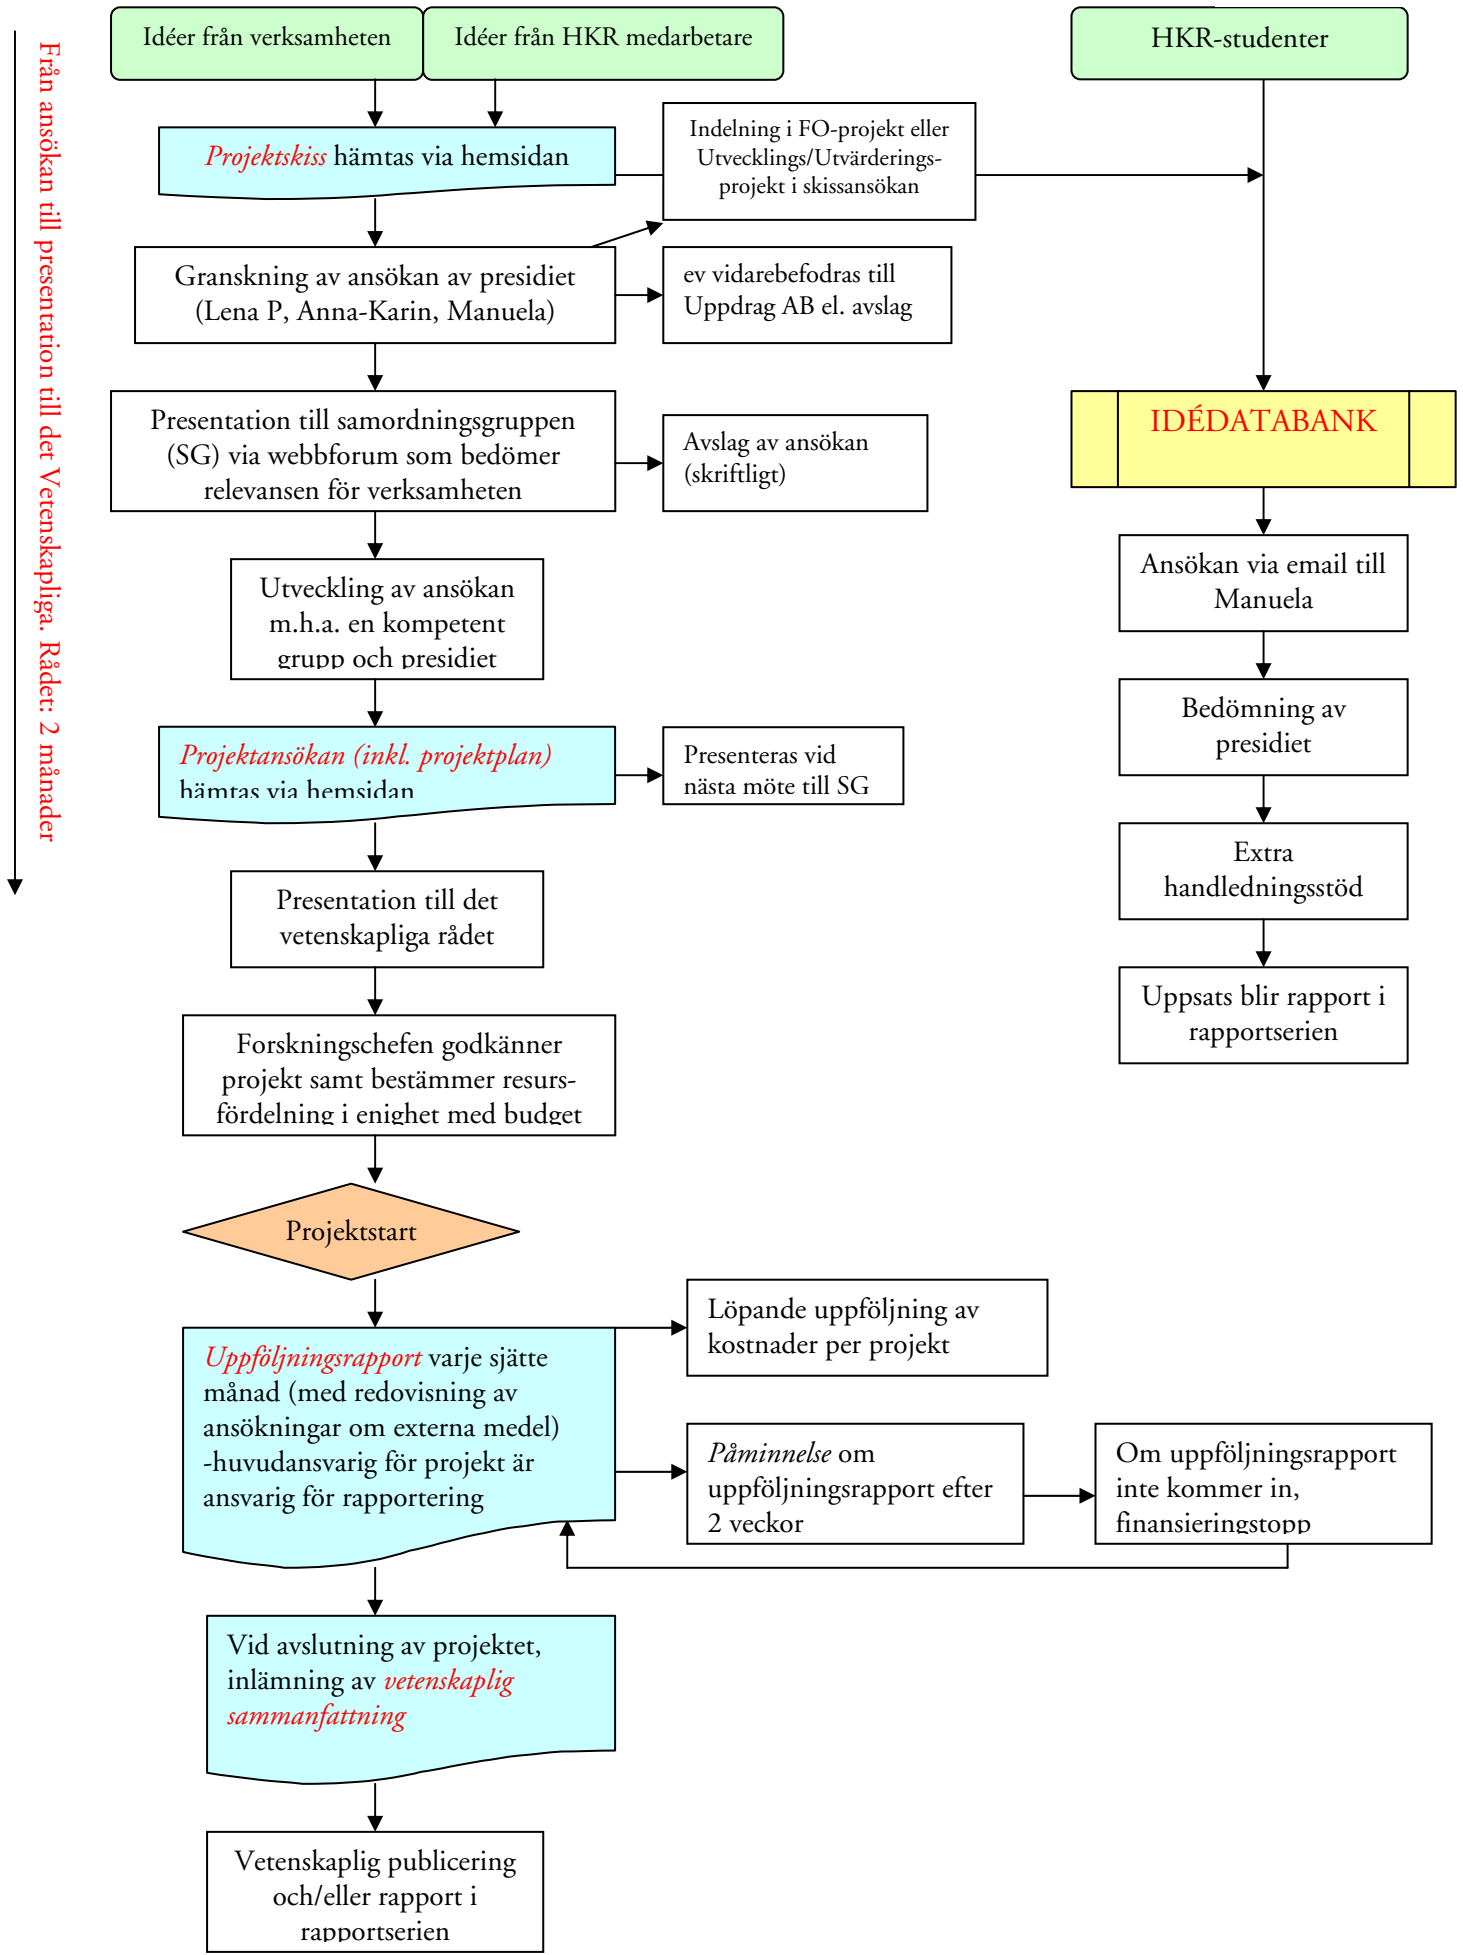 Från ansökan till presentation till det Vetenskapliga. Rådet: 2 månader
Idéer från verksamheten
Idéer från HKR medarbetare
HKR-studenter
Projektskiss hämtas via hemsidan
Indelning i FO-projekt eller
Utvecklings/Utvärderings-
projekt i skissansökan
Granskning av ansökan av presidiet
(Lena P, Anna-Karin, Manuela)
ev vidarebefodras till
Uppdrag AB el. avslag
Presentation till samordningsgruppen
(SG) via webbforum som bedömer
relevansen för verksamheten
Avslag av ansökan
(skriftligt)
IDÉDATABANK
Utveckling av ansökan
m.h.a. en kompetent
grupp och presidiet
Ansökan via email till
Manuela
Projektansökan (inkl. projektplan)
hämtas via hemsidan
Presenteras vid
nästa möte till SG
Bedömning av
presidiet
Presentation till det
vetenskapliga rådet
Extra
handledningsstöd
Forskningschefen godkänner
projekt samt bestämmer resurs-
fördelning i enighet med budget
Uppsats blir rapport i
rapportserien
Projektstart
Uppföljningsrapport varje sjätte
månad (med redovisning av
ansökningar om externa medel)
-huvudansvarig för projekt är
ansvarig för rapportering
Löpande uppföljning av
kostnader per projekt
Påminnelse om
uppföljningsrapport efter
2 veckor
Om uppföljningsrapport
inte kommer in,
finansieringstopp
Vid avslutning av projektet,
inlämning av vetenskaplig
sammanfattning
Vetenskaplig publicering
och/eller rapport i
rapportserien